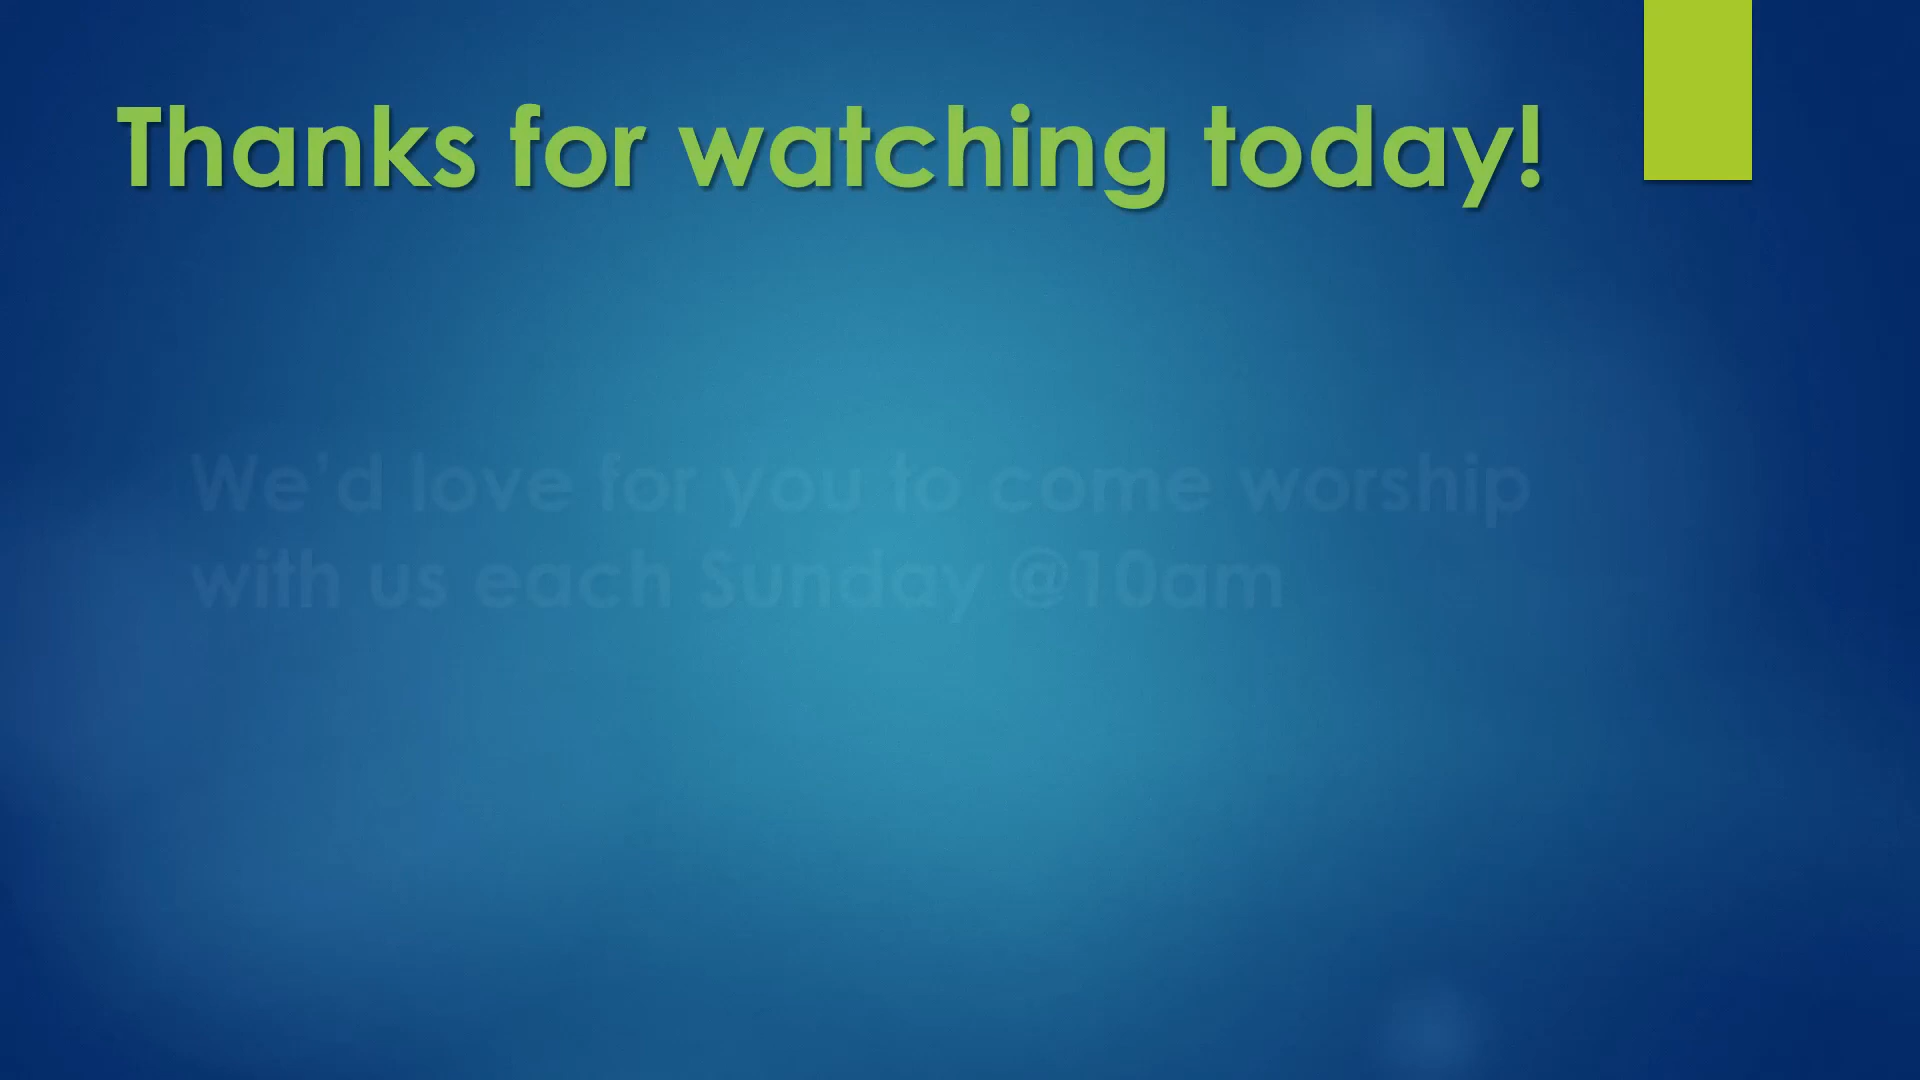 Thanks for watching today!
We'd love for you to come worship
with us each Sunday @10am